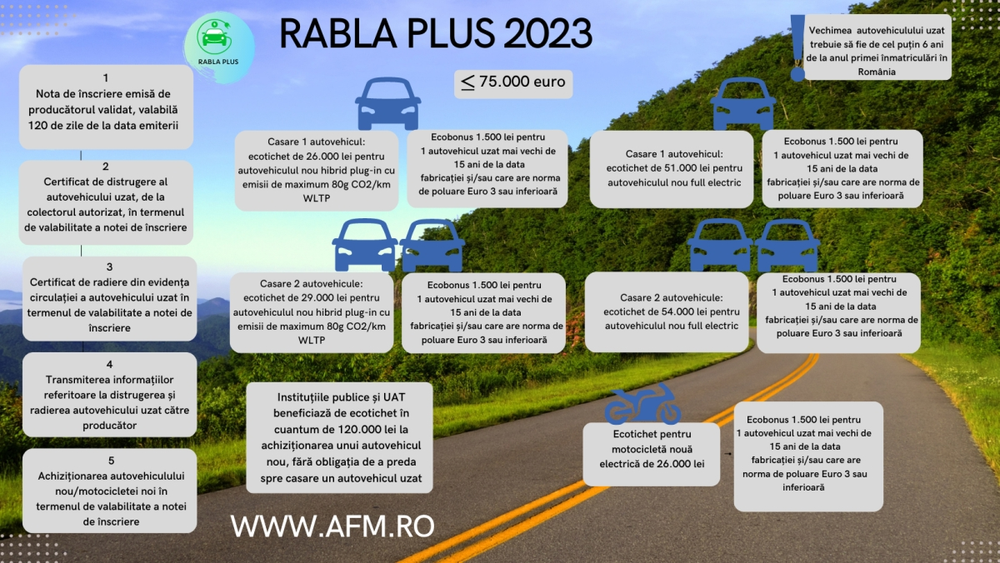 RABLA PLUS 2023
RABLA PLUS
≤ 75.000 euro
Vechimea autovehiculului uzat
trebuie să fie de cel puțin 6 ani
de la anul primei înmatriculări în
România
1
Nota de înscriere emisă de
producătorul validat, valabilă
120 de zile de la data emiterii
2
Certificat de distrugere al
autovehicului uzat, de la
colectorul autorizat, în termenul
de valabilitate a notei de înscriere
3
Certificat de radiere din evidența
circulației a autovehicului uzat în
termenul de valabilitate a notei de
înscriere
4
Transmiterea informațiilor
referitoare la distrugerea și
radierea autovehicului uzat către
producător
5
Achiziționarea autovehiculului
nou/motocicletei noi în
termenul de valabilitate a notei
de înscriere
Casare 1 autovehicul:
ecotichet de 26.000 lei pentru
autovehiculul nou hibrid plug-in cu
emisii de maximum 80g CO2/km
WLTP
Ecobonus 1.500 lei pentru
1 autovehicul uzat mai vechi de
15 ani de la data
fabricației și/sau care are norma
de poluare Euro 3 sau inferioară
Casare 1 autovehicul:
ecotichet de 51.000 lei pentru
autovehiculul nou full electric
Ecobonus 1.500 lei pentru
1 autovehicul uzat mai vechi de
15 ani de la data
fabricației și/sau care are norma de
poluare Euro 3 sau inferioară
Casare 2 autovehicule:
ecotichet de 29.000 lei pentru
autovehiculul nou hibrid plug-in cu
emisii de maximum 80g CO2/km
WLTP
Ecobonus 1.500 lei pentru
1 autovehicul uzat mai vechi de
15 ani de la data
fabricației și/sau care are norma de
poluare Euro 3 sau inferioară
Casare 2 autovehicule:
ecotichet de 54.000 lei pentru
autovehiculul nou full electric
Ecobonus 1.500 lei pentru
1 autovehicul uzat mai vechi de
15 ani de la data
fabricației și/sau care are norma de
poluare Euro 3 sau inferioară
Instituțiile publice și UAT
beneficiază de ecotichet în
cuantum de 120.000 lei la
achiziționarea unui autovehicul
nou, fără obligația de a preda
spre casare un autovehicul uzat
Ecotichet pentru
motocicletă nouă
electrică de 26.000 lei
Ecobonus 1.500 lei pentru
1 autovehicul uzat mai vechi de
15 ani de la data
fabricației și/sau care are
norma de poluare Euro 3 sau
inferioară
WWW.AFM.RO